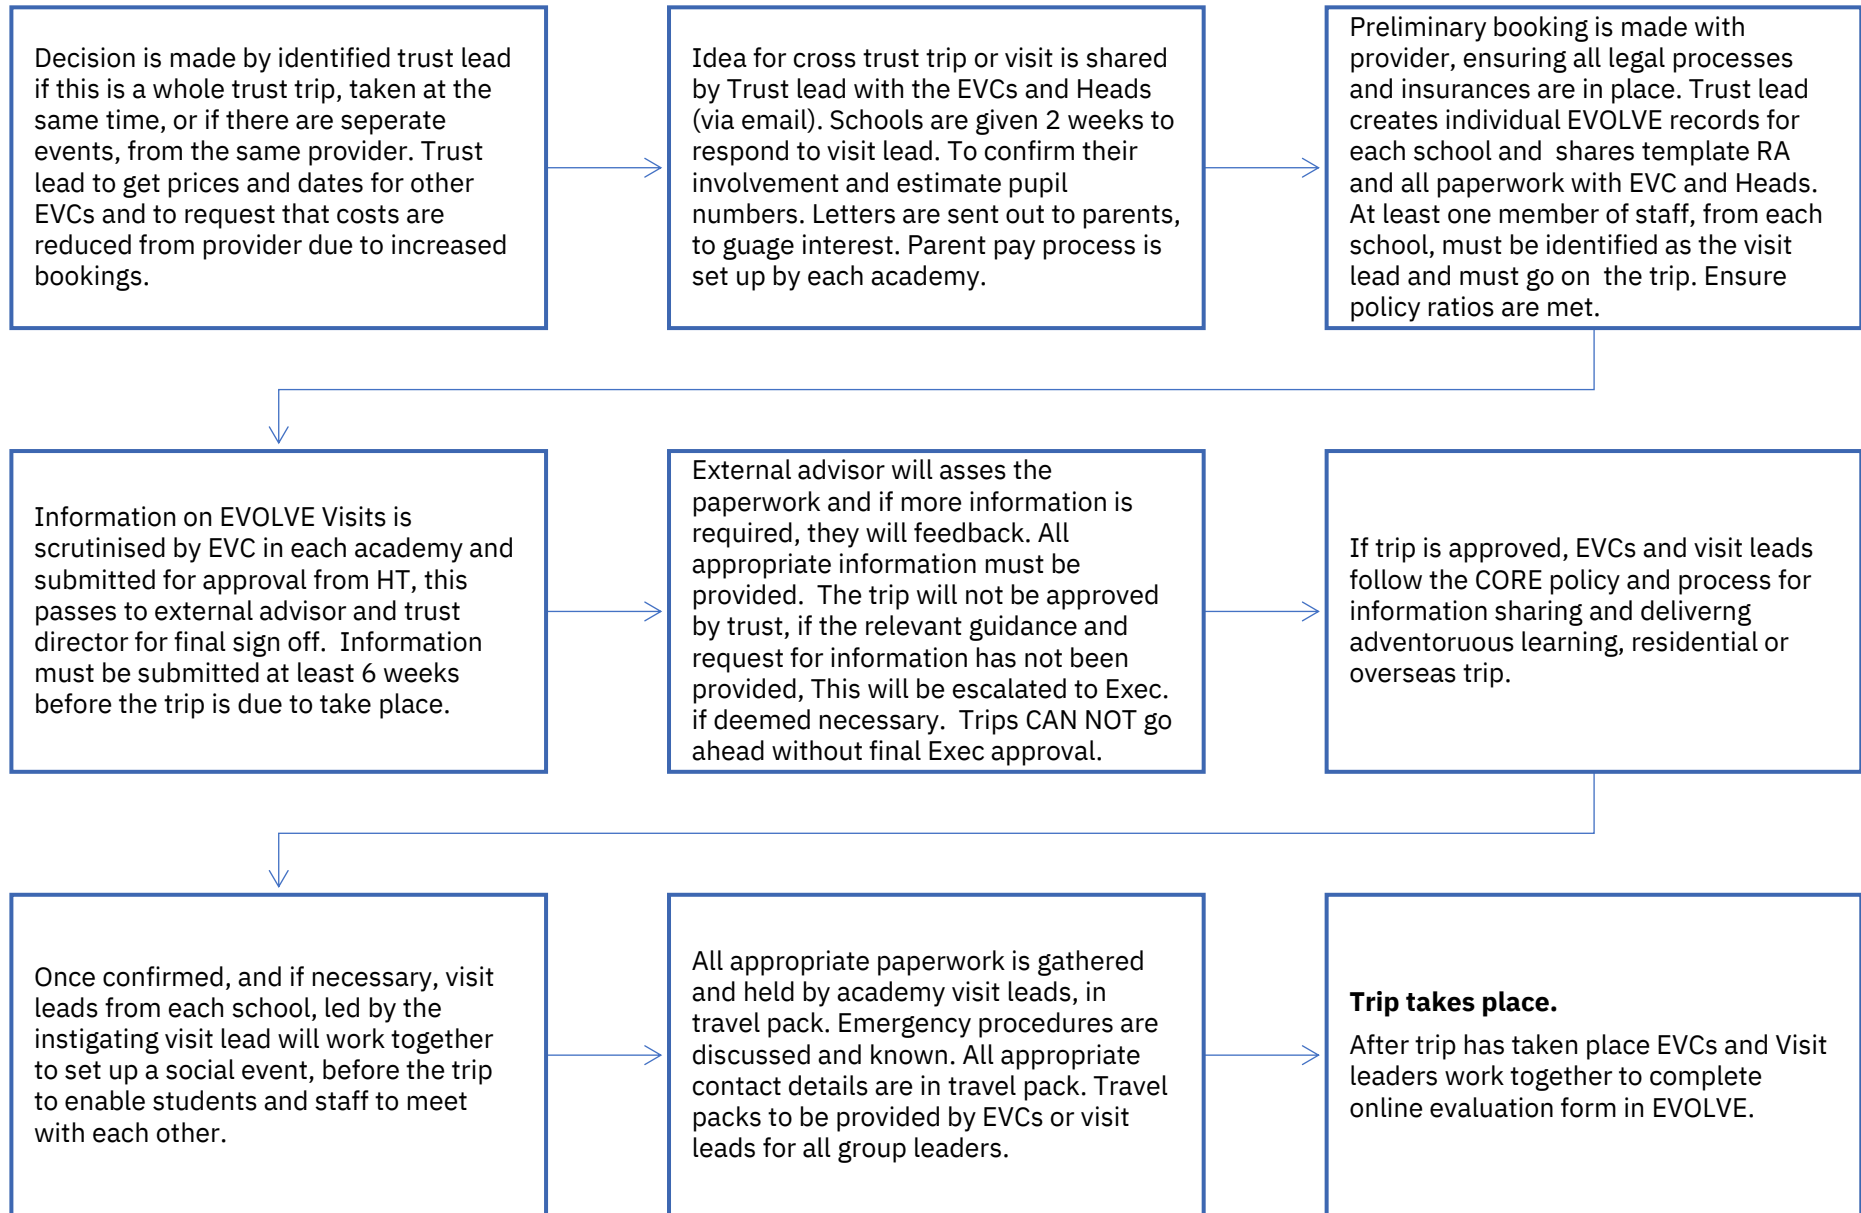 Decision is made by identified trust lead
if this is a whole trust trip, taken at the
same time, or if there are seperate
events, from the same provider. Trust
lead to get prices and dates for other
EVCs and to request that costs are
reduced from provider due to increased
bookings.
Idea for cross trust trip or visit is shared
by Trust lead with the EVCs and Heads
(via email). Schools are given 2 weeks to
respond to visit lead. To confirm their
involvement and estimate pupil
numbers. Letters are sent out to parents,
to guage interest. Parent pay process is
set up by each academy.
Preliminary booking is made with
provider, ensuring all legal processes
and insurances are in place. Trust lead
creates individual EVOLVE records for
each school and shares template RA
and all paperwork with EVC and Heads.
At least one member of staff, from each
school, must be identified as the visit
lead and must go on the trip. Ensure
policy ratios are met.
Information on EVOLVE Visits is
scrutinised by EVC in each academy and
submitted for approval from HT, this
passes to external advisor and trust
director for final sign off. Information
must be submitted at least 6 weeks
before the trip is due to take place.
External advisor will asses the
paperwork and if more information is
required, they will feedback. All
appropriate information must be
provided. The trip will not be approved
by trust, if the relevant guidance and
request for information has not been
provided, This will be escalated to Exec.
if deemed necessary. Trips CAN NOT go
ahead without final Exec approval.
If trip is approved, EVCs and visit leads
follow the CORE policy and process for
information sharing and deliverng
adventoruous learning, residential or
overseas trip.
Once confirmed, and if necessary, visit
leads from each school, led by the
instigating visit lead will work together
to set up a social event, before the trip
to enable students and staff to meet
with each other.
All appropriate paperwork is gathered
and held by academy visit leads, in
travel pack. Emergency procedures are
discussed and known. All appropriate
contact details are in travel pack. Travel
packs to be provided by EVCs or visit
leads for all group leaders.
Trip takes place.
After trip has taken place EVCs and Visit
leaders work together to complete
online evaluation form in EVOLVE.